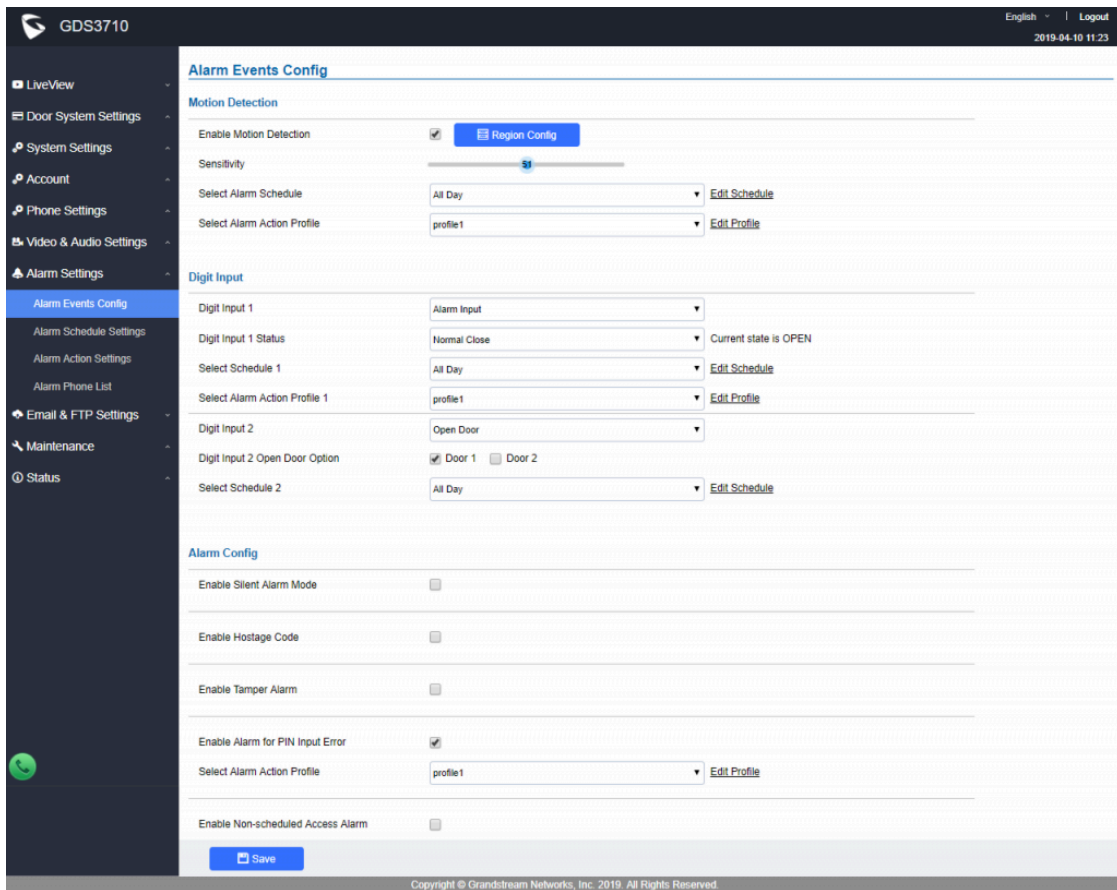 GDS3710
English | Logout
2019-04-10 11:23
LiveView
Door System Settings
System Settings
Account
Phone Settings
Video & Audio Settings
Alarm Settings
Alarm Events Config
Alarm Schedule Settings
Alarm Action Settings
Alarm Phone List
Email & FTP Settings
Maintenance
Status
Alarm Events Config
Motion Detection
Enable Motion Detection Region Config
Sensitivity 51
Select Alarm Schedule All Day Edit Schedule
Select Alarm Action Profile profile1 Edit Profile
Digit Input
Digit Input 1 Alarm Input
Digit Input 1 Status Normal Close Current state is OPEN
Select Schedule 1 All Day Edit Schedule
Select Alarm Action Profile 1 profile1 Edit Profile
Digit Input 2 Open Door
Digit Input 2 Open Door Option Door 1 Door 2
Select Schedule 2 All Day Edit Schedule
Alarm Config
Enable Silent Alarm Mode
Enable Hostage Code
Enable Tamper Alarm
Enable Alarm for PIN Input Error
Select Alarm Action Profile profile1 Edit Profile
Enable Non-scheduled Access Alarm
Save
Copyright © Grandstream Networks, Inc. 2019. All Rights Reserved.